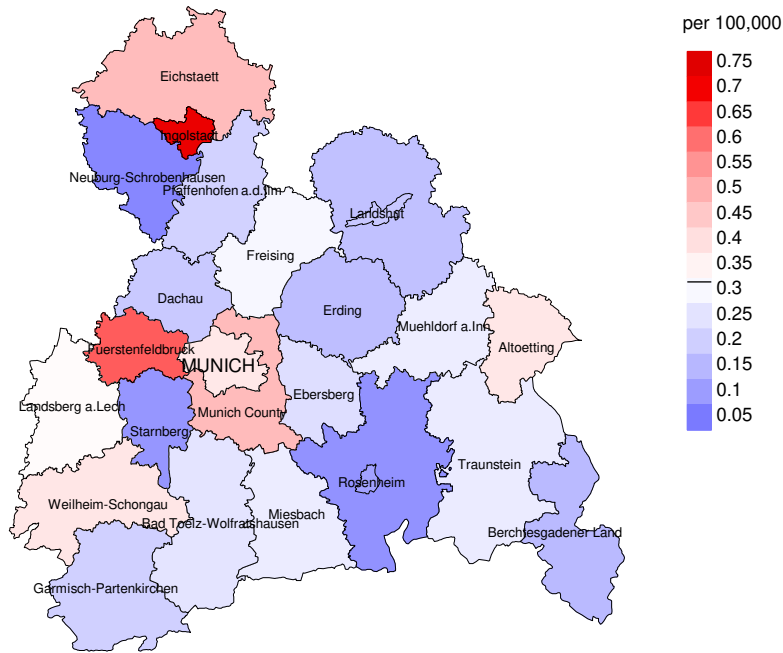 per 100,000
0.75
0.7
0.65
0.6
0.55
0.5
0.45
0.4
0.35
0.3
0.25
0.2
0.15
0.1
0.05
Eichstaett
Ingolstadt
Neuburg-Schrobenhausen
Pfaffenhofen a.d.Ilm
Landshst
Freising
Dachau
Erding
Muehldorf a.Inn
Altoetting
Fuerstenfeldbruck
MUNICH
Ebersberg
Landsberg a.Lech
Munich County
Starnberg
Traunstein
Rosenheim
Weilheim-Schongau
Miesbach
Bad Toelz-Wolfratshausen
Berchtesgadener Land
Garmisch-Partenkirchen